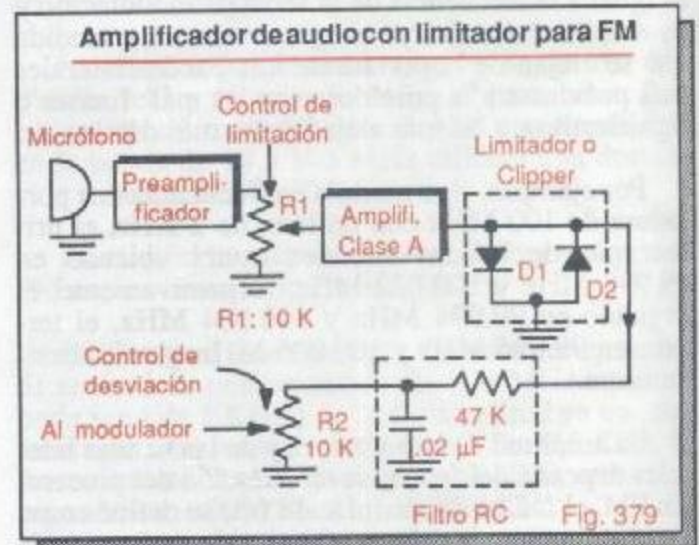 Amplificador de audio con limitador para FM
Control de
limitación
Micrófono
Limitador o
Clipper
Preampli-
ficador
R1
Amplifi.
Clase A
D1
D2
R1: 10 K
Control de
desviación
Al modulador
R2
10 K
47 K
.02 µF
Filtro RC
Fig. 379